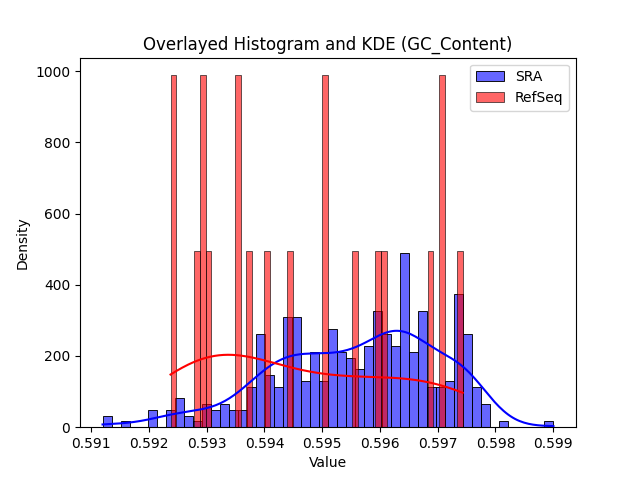 Overlayed Histogram and KDE (GC_Content)
SRA
RefSeq
1000
800
600
400
200
0
Density
0.591 0.592 0.593 0.594 0.595 0.596 0.597 0.598 0.599
Value